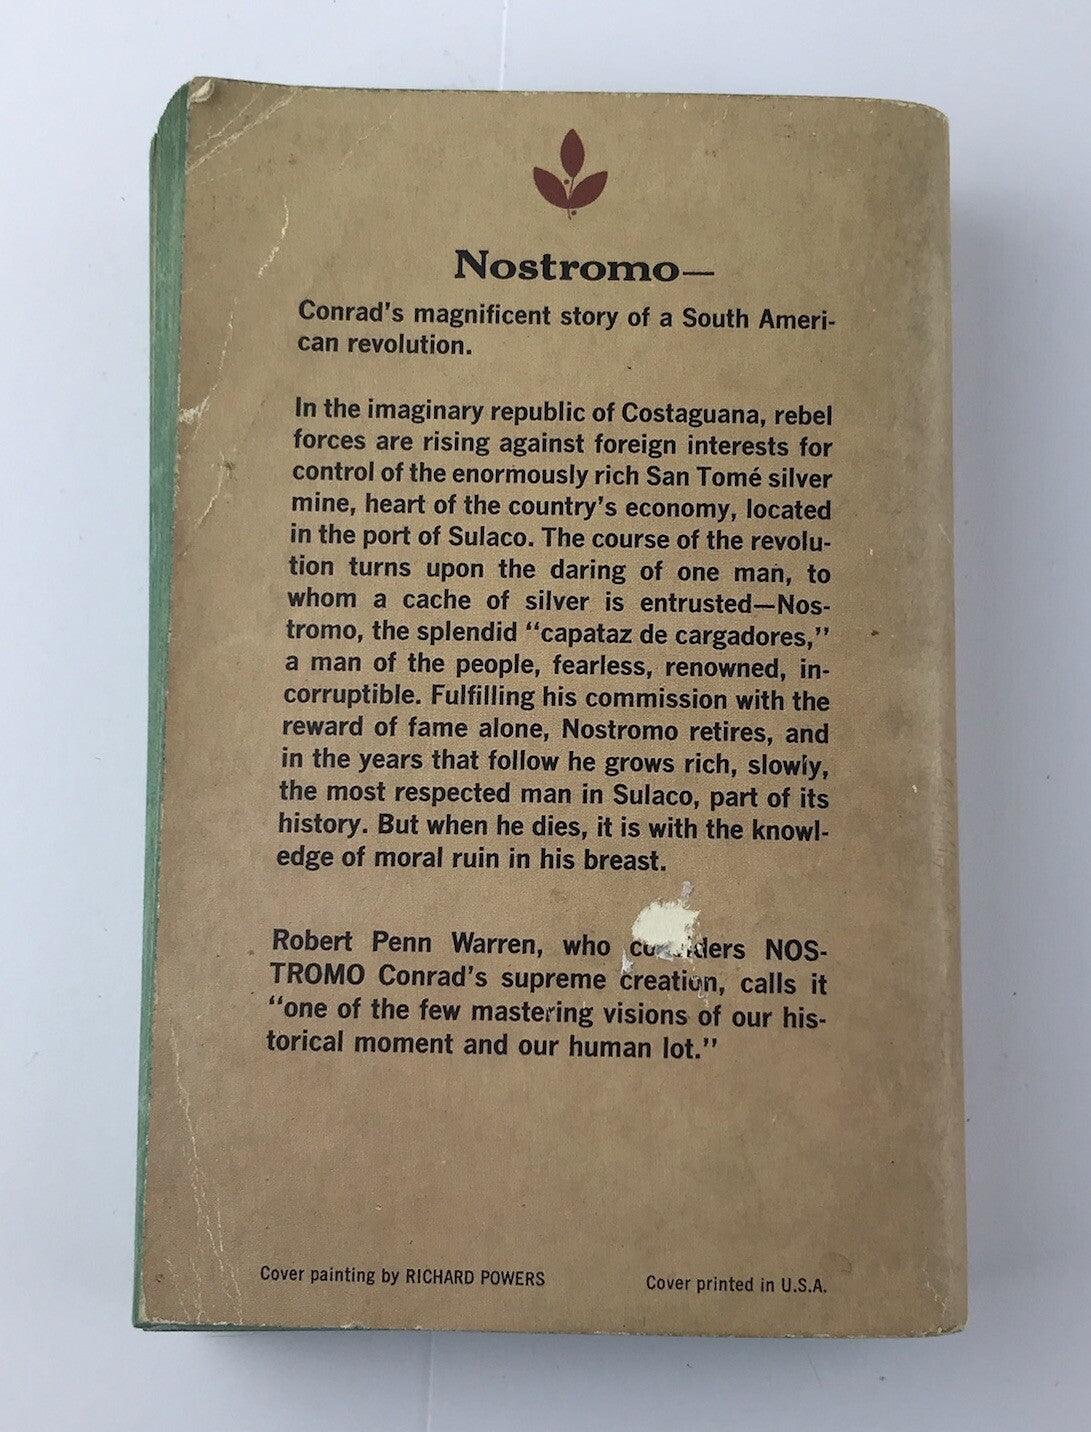 Nostromo—
Conrad's magnificent story of a South Ameri-
can revolution.
In the imaginary republic of Costaguana, rebel
forces are rising against foreign interests for
control of the enormously rich San Tomé silver
mine, heart of the country's economy, located
in the port of Sulaco. The course of the revolu-
tion turns upon the daring of one man, to
whom a cache of silver is entrusted—Nos-
tromo, the splendid "capataz de cargadores,"
a man of the people, fearless, renowned, in-
corruptible. Fulfilling his commission with the
reward of fame alone, Nostromo retires, and
in the years that follow he grows rich, slowly,
the most respected man in Sulaco, part of its
history. But when he dies, it is with the knowl-
edge of moral ruin in his breast.
Robert Penn Warren, who NOS-
TROMO Conrad's supreme creation, calls it
"one of the few mastering visions of our his-
torical moment and our human lot."
Cover painting by RICHARD POWERS
Cover printed in U.S.A.